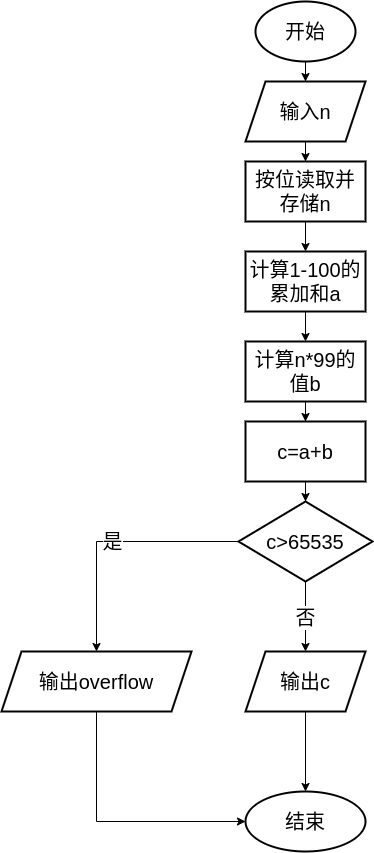 开始
输入n
按位读取并
存储n
计算1-100的
累加和a
计算n*99的
值b
c=a+b
c>65535
是
否
输出overflow
输出c
结束